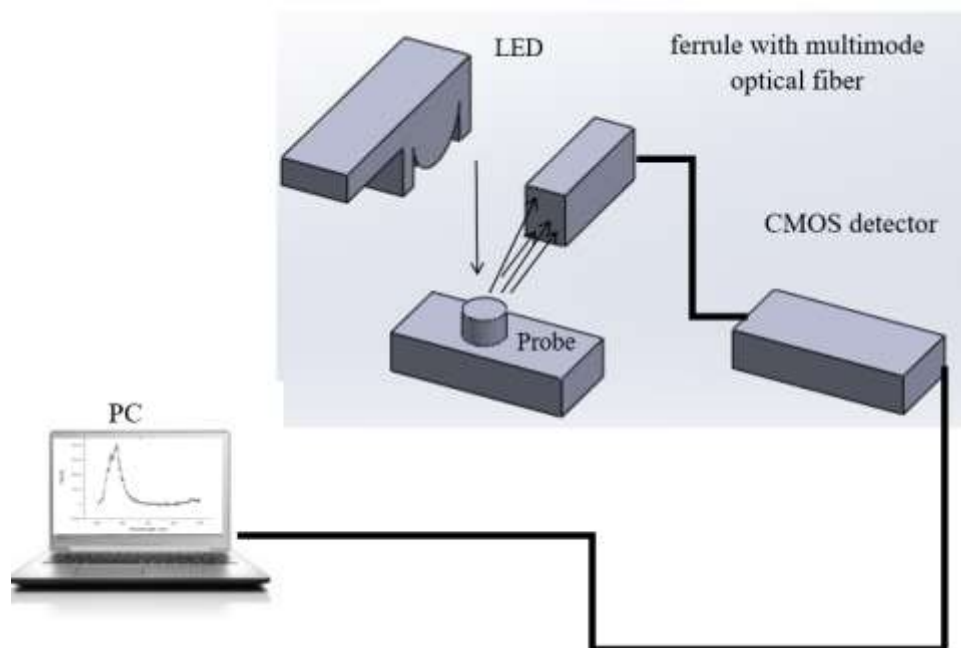 LED
ferrule with multimode
optical fiber
CMOS detector
Probe
PC